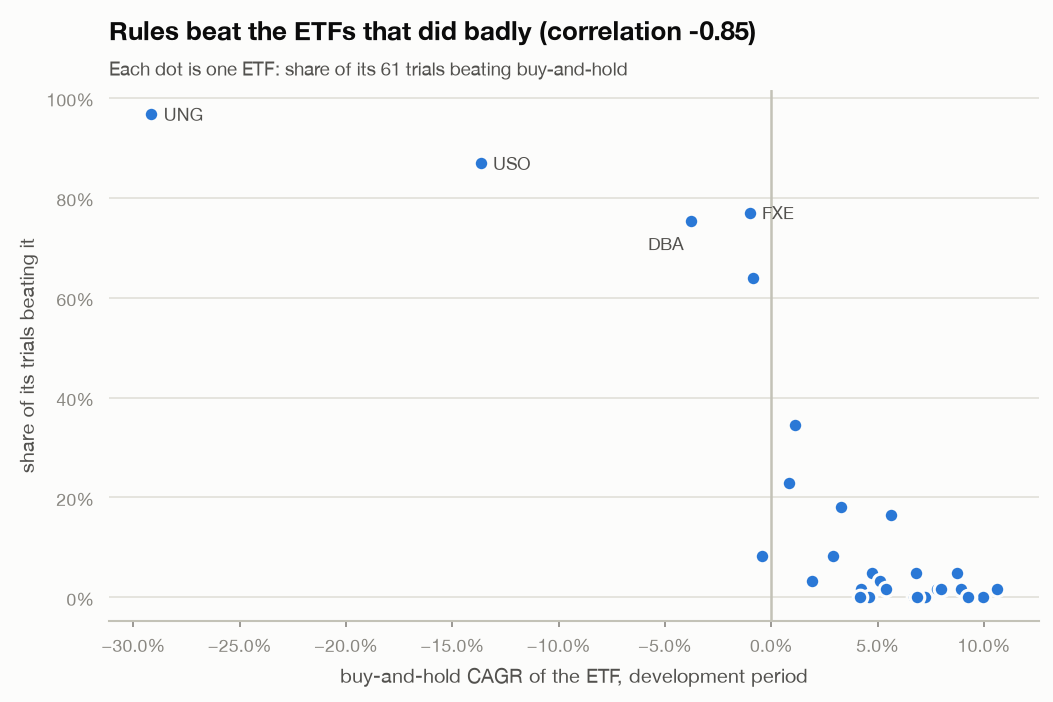 Rules beat the ETFs that did badly (correlation -0.85)
Each dot is one ETF: share of its 61 trials beating buy-and-hold
share of its trials beating it
100%
80%
60%
40%
20%
0%
UNG
USO
FXE
DBA
−30.0%
−25.0%
−20.0%
−15.0%
−10.0%
−5.0%
0.0%
5.0%
10.0%
buy-and-hold CAGR of the ETF, development period